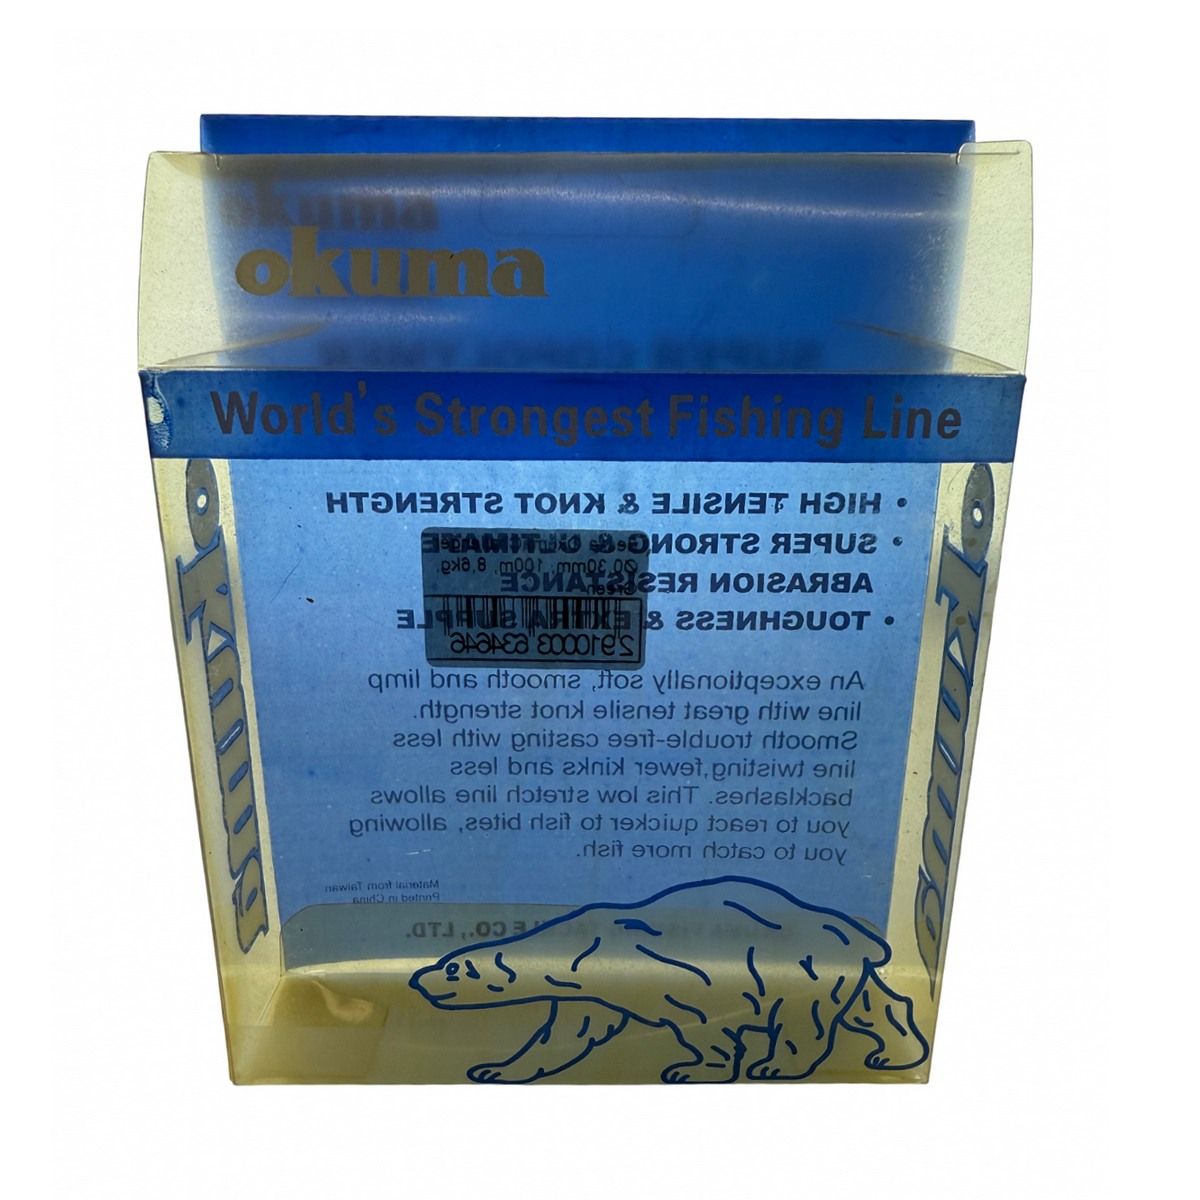 okuma
okuma
World's Strongest Fishing Line
okuma
okuma
• HIGH TENSILE & KNOT STRENGTH
• SUPER STRONG & ULTIMATE
ABRASION RESISTANCE
• TOUGHNESS & EXTRA SUPPLE
Ø0,30mm, 100m, 8,6kg,
Green
2910003 634646
An exceptionally soft, smooth and limp
line with great tensile knot strength.
Smooth trouble-free casting with less
line twisting,fewer kinks and less
backlashes. This low stretch line allows
you to react quicker to fish bites, allowing
you to catch more fish.
Material from Taiwan
Printed in China
TACKLE CO., LTD.